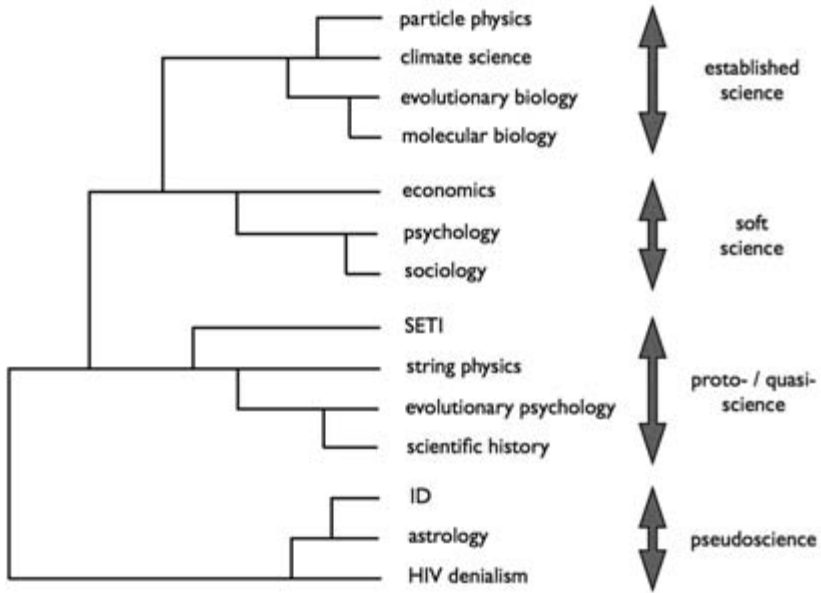 particle physics
climate science
evolutionary biology
molecular biology
established
science
economics
psychology
sociology
soft
science
SETI
string physics
evolutionary psychology
scientific history
proto- / quasi-
science
ID
astrology
HIV denialism
pseudoscience